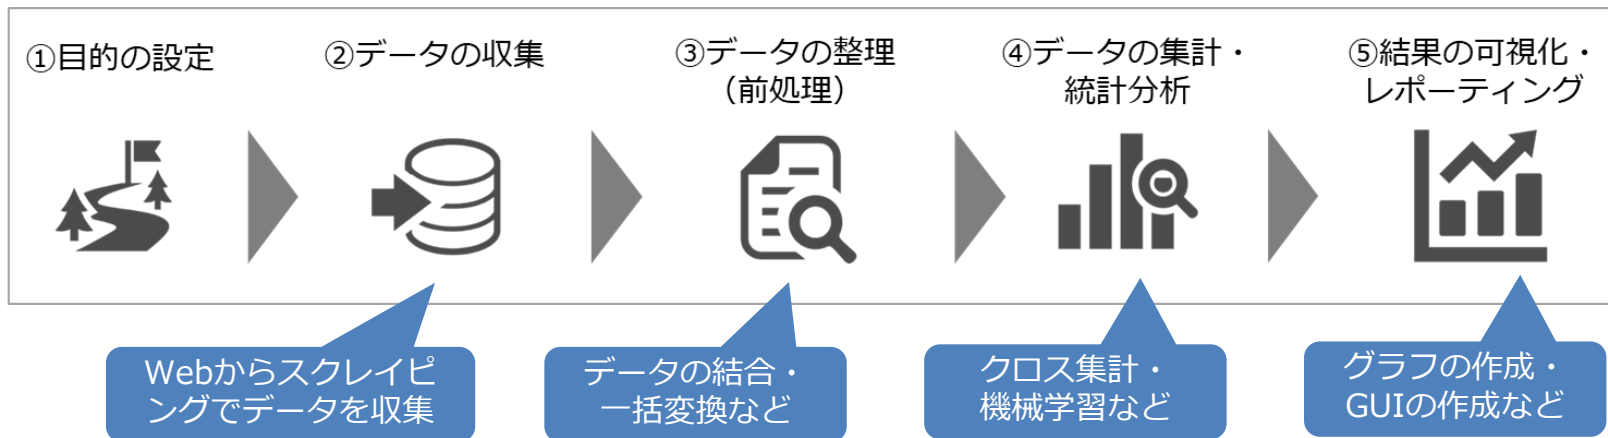 ①目的の設定
②データの収集
③データの整理
（前処理）
④データの集計・
統計分析
⑤結果の可視化・
レポーティング
Webからスクレイピ
ングでデータを収集
データの結合・
一括変換など
クロス集計・
機械学習など
グラフの作成・
GUIの作成など